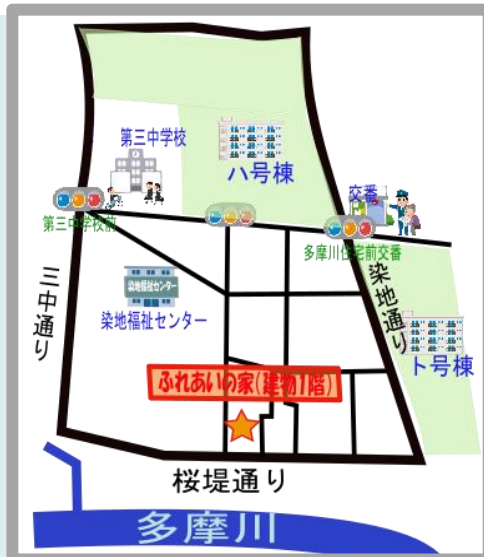 第三中学校
ハ号棟
交番
第三中学校前
多摩川住宅前交番
三中通り
染地福祉センター
染地福祉センター
染地通り
ト号棟
ふれあいの家(建物1階)
桜堤通り
多摩川